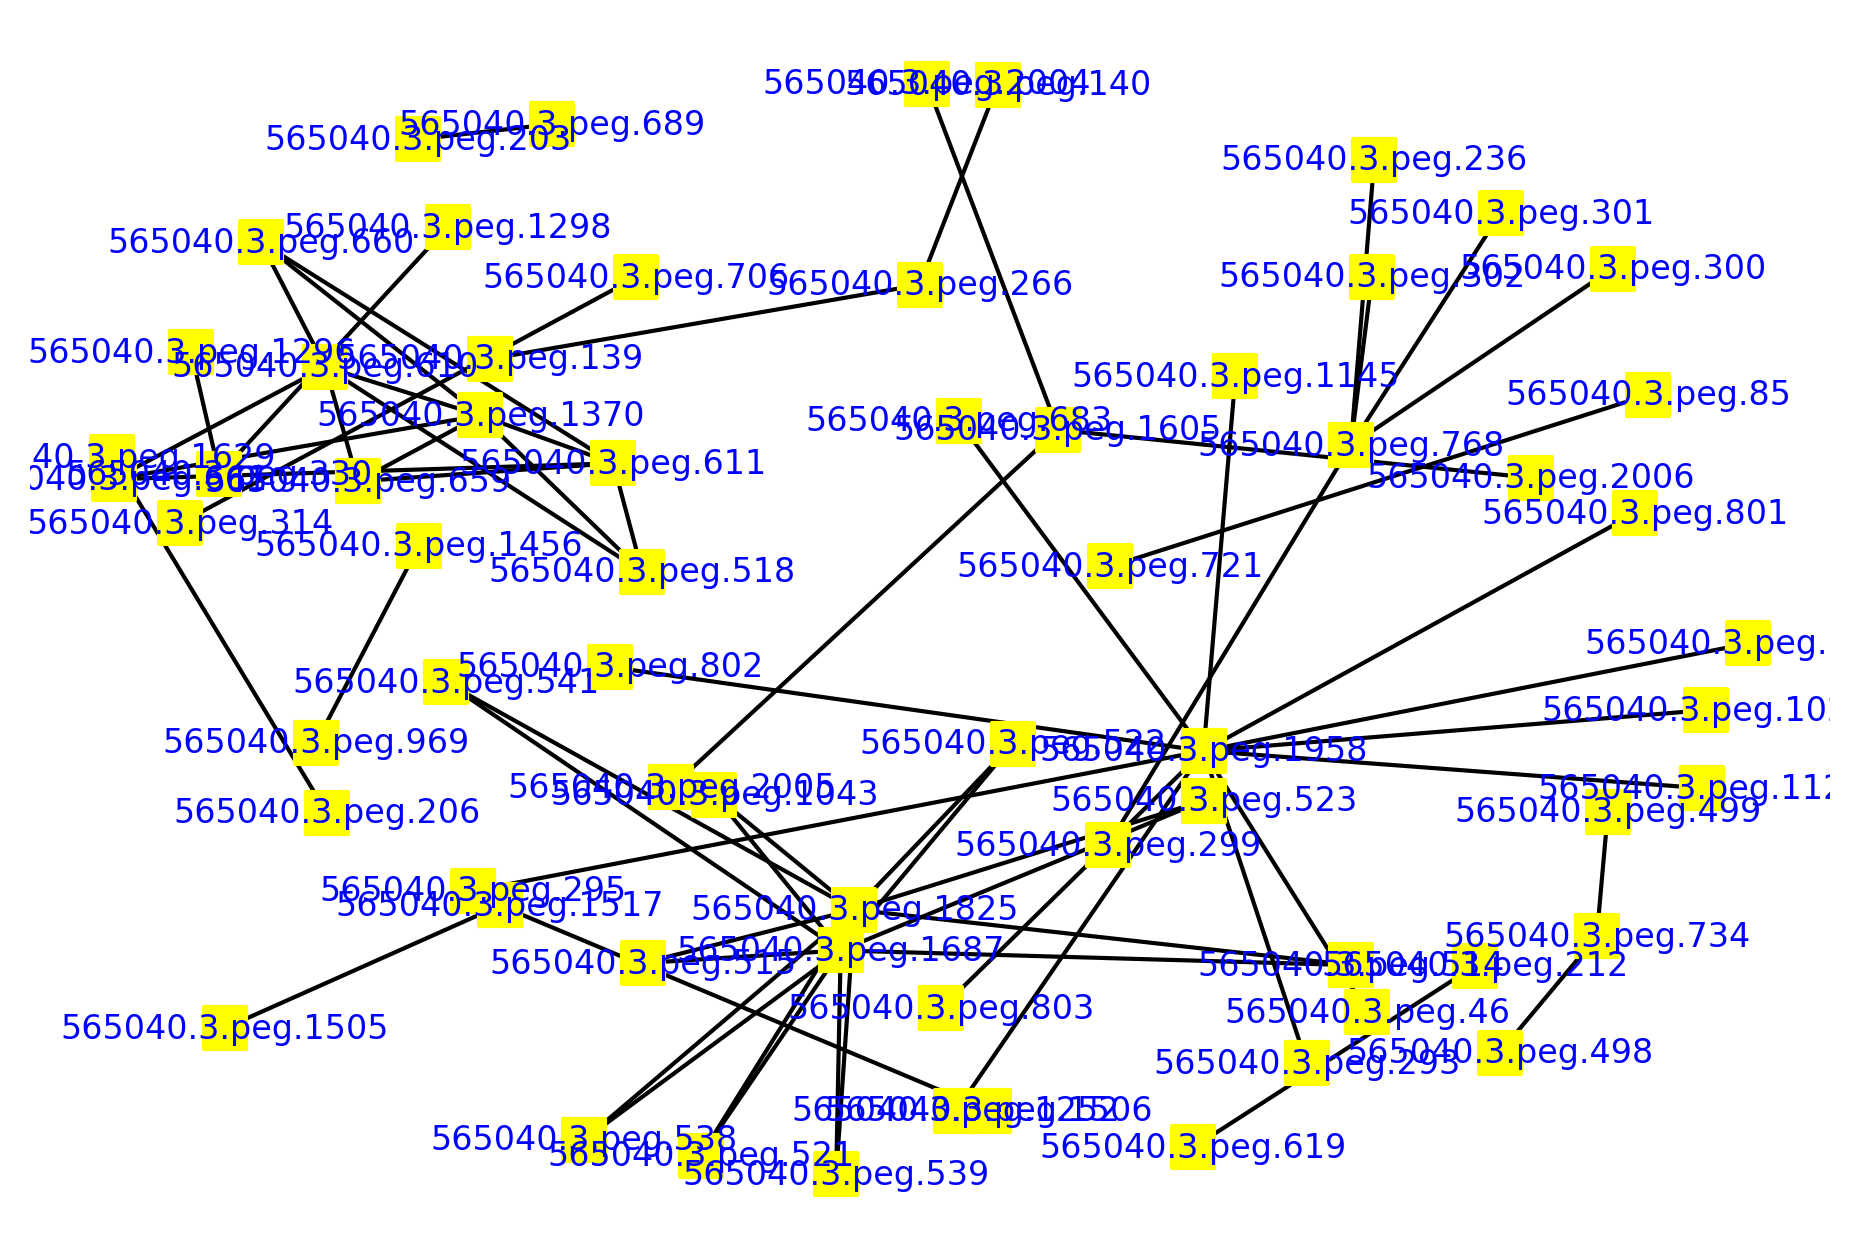 565040.3.peg.2004
565040.3.peg.140
565040.3.peg.689
565040.3.peg.203
565040.3.peg.236
565040.3.peg.301
565040.3.peg.1298
565040.3.peg.660
565040.3.peg.706
565040.3.peg.266
565040.3.peg.302
565040.3.peg.300
565040.3.peg.1296
565040.3.peg.610
565040.3.peg.139
565040.3.peg.1145
565040.3.peg.85
565040.3.peg.1370
565040.3.peg.683
565040.3.peg.1605
565040.3.peg.768
40.3.peg.1629
565040.3.peg.330
565040.3.peg.659
565040.3.peg.611
565040.3.peg.2006
565040.3.peg.801
565040.3.peg.314
565040.3.peg.1456
565040.3.peg.518
565040.3.peg.721
565040.3.peg.
565040.3.peg.802
565040.3.peg.541
565040.3.peg.10
565040.3.peg.969
565040.3.peg.522
565040.3.peg.1958
565040.3.peg.2005
565040.3.peg.1043
565040.3.peg.523
565040.3.peg.112
565040.3.peg.499
565040.3.peg.206
565040.3.peg.299
565040.3.peg.295
565040.3.peg.1517
565040.3.peg.1825
565040.3.peg.734
565040.3.peg.1687
565040.3.peg.515
565040.3.peg.514
565040.3.peg.212
565040.3.peg.803
565040.3.peg.46
565040.3.peg.1505
565040.3.peg.293
565040.3.peg.498
565040.3.peg.1252
565040.3.peg.1506
565040.3.peg.538
565040.3.peg.521
565040.3.peg.619
565040.3.peg.539